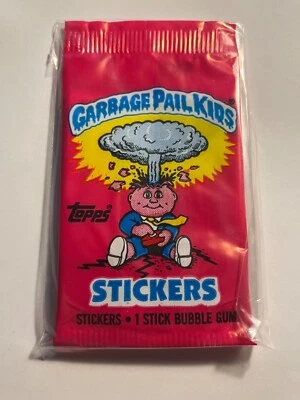 GARBAGE PAIL KIDS
topps
STICKERS
STICKERS • 1 STICK BUBBLE GUM